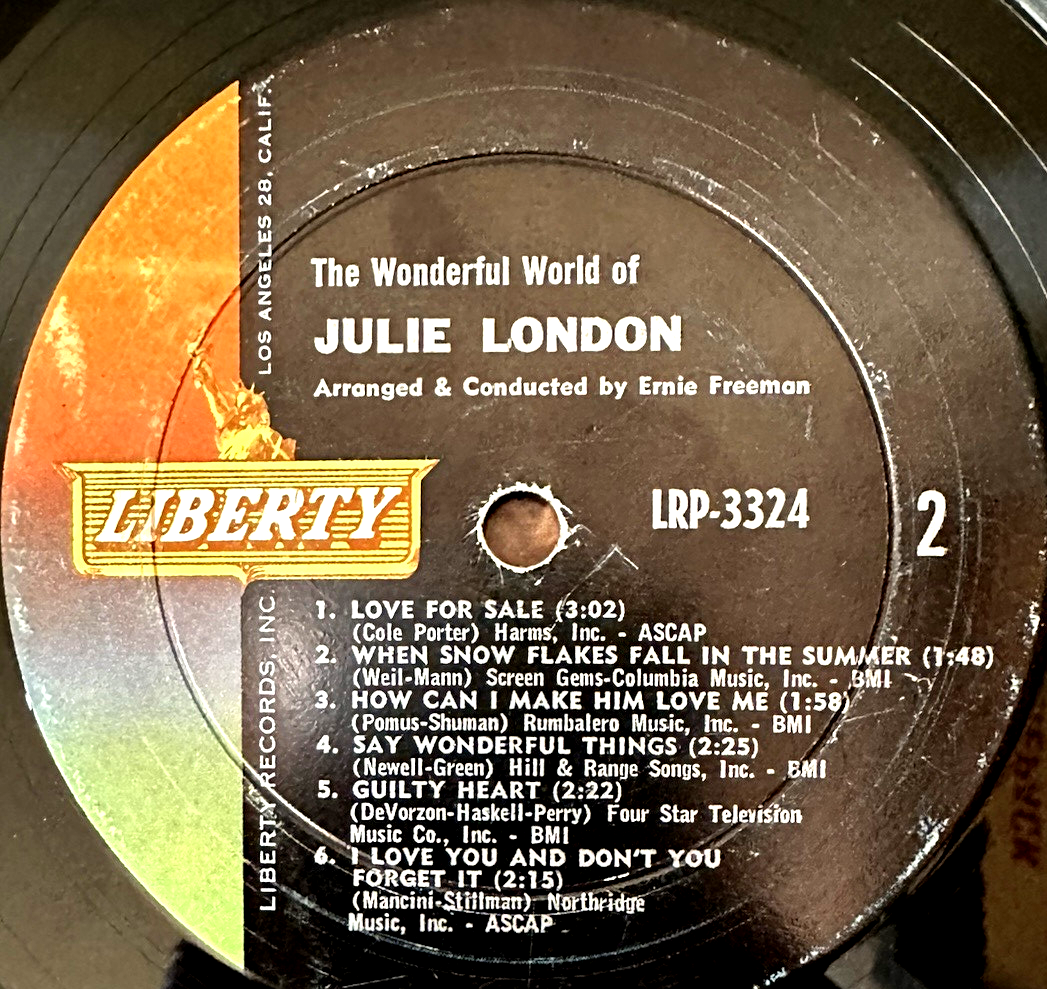 LOS ANGELES 28, CALIF.
The Wonderful World of
JULIE LONDON
Arranged & Conducted by Ernie Freeman
LIBERTY
LRP-3324
2
LIBERTY RECORDS, INC.
1. LOVE FOR SALE (3:02)
(Cole Porter) Harms, Inc. - ASCAP
2. WHEN SNOW FLAKES FALL IN THE SUMMER (1:48)
(Weil-Mann) Screen Gems-Columbia Music, Inc. - BMI
3. HOW CAN I MAKE HIM LOVE ME (1:58)
(Pomus-Shuman) Rumbalero Music, Inc. - BMI
4. SAY WONDERFUL THINGS (2:25)
(Newell-Green) Hill & Range Songs, Inc. - BMI
5. GUILTY HEART (2:22)
(DeVorzon-Haskell-Perry) Four Star Television
Music Co., Inc. - BMI
6. I LOVE YOU AND DON'T YOU
FORGET IT (2:15)
(Mancini-Stillman) Northridge
Music, Inc. - ASCAP